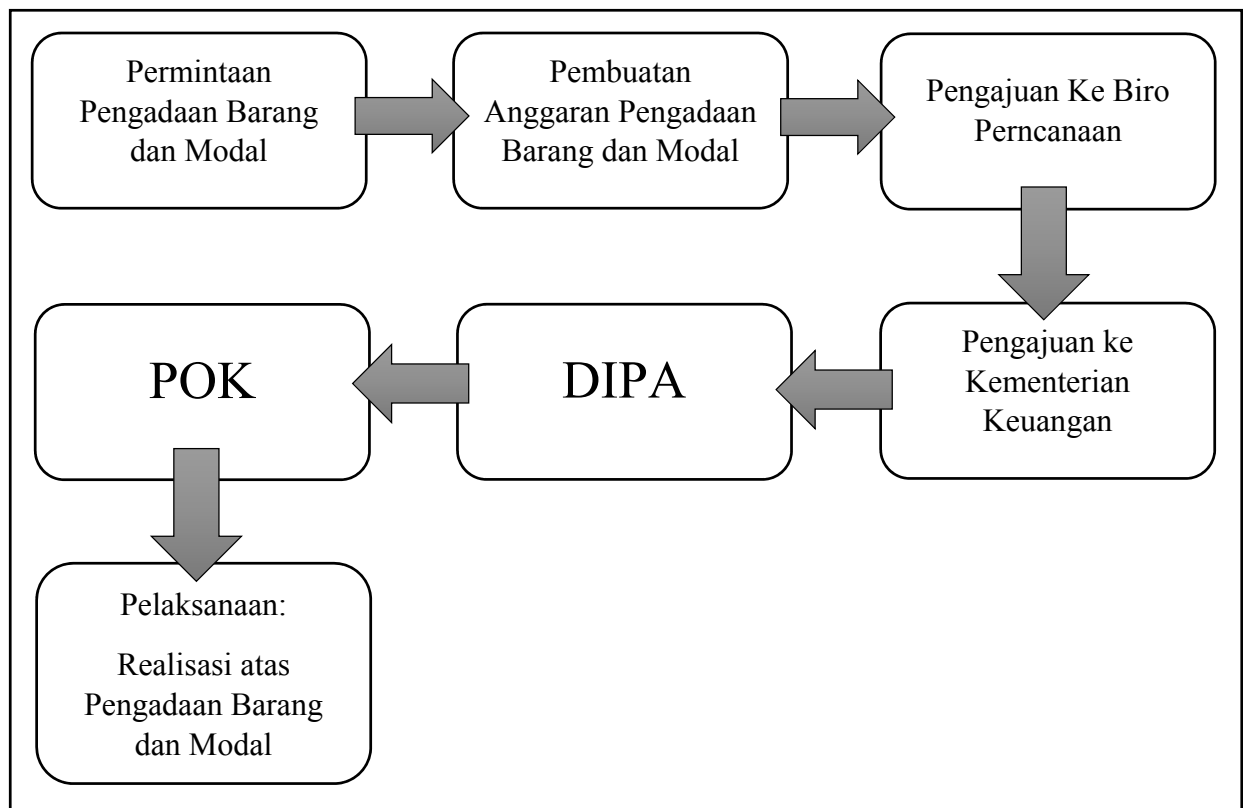 Permintaan
Pengadaan Barang
dan Modal
Pembuatan
Anggaran Pengadaan
Barang dan Modal
Pengajuan Ke Biro
Perncanaan
Pengajuan ke
Kementerian
Keuangan
DIPA
POK
Pelaksanaan:
Realisasi atas
Pengadaan Barang
dan Modal